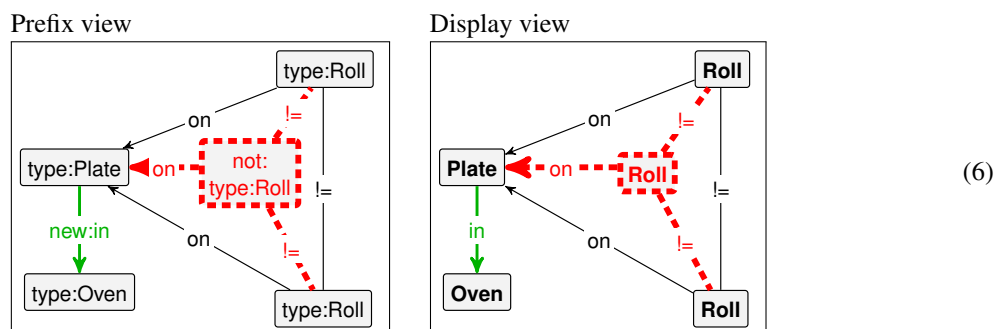 Prefix view
type:Roll
on
!=
type:Plate
on
not:
type:Roll
!=
new:in
on
!=
type:Oven
type:Roll
Display view
Roll
on
!=
Plate
on
Roll
!=
in
on
!=
Oven
Roll
(6)